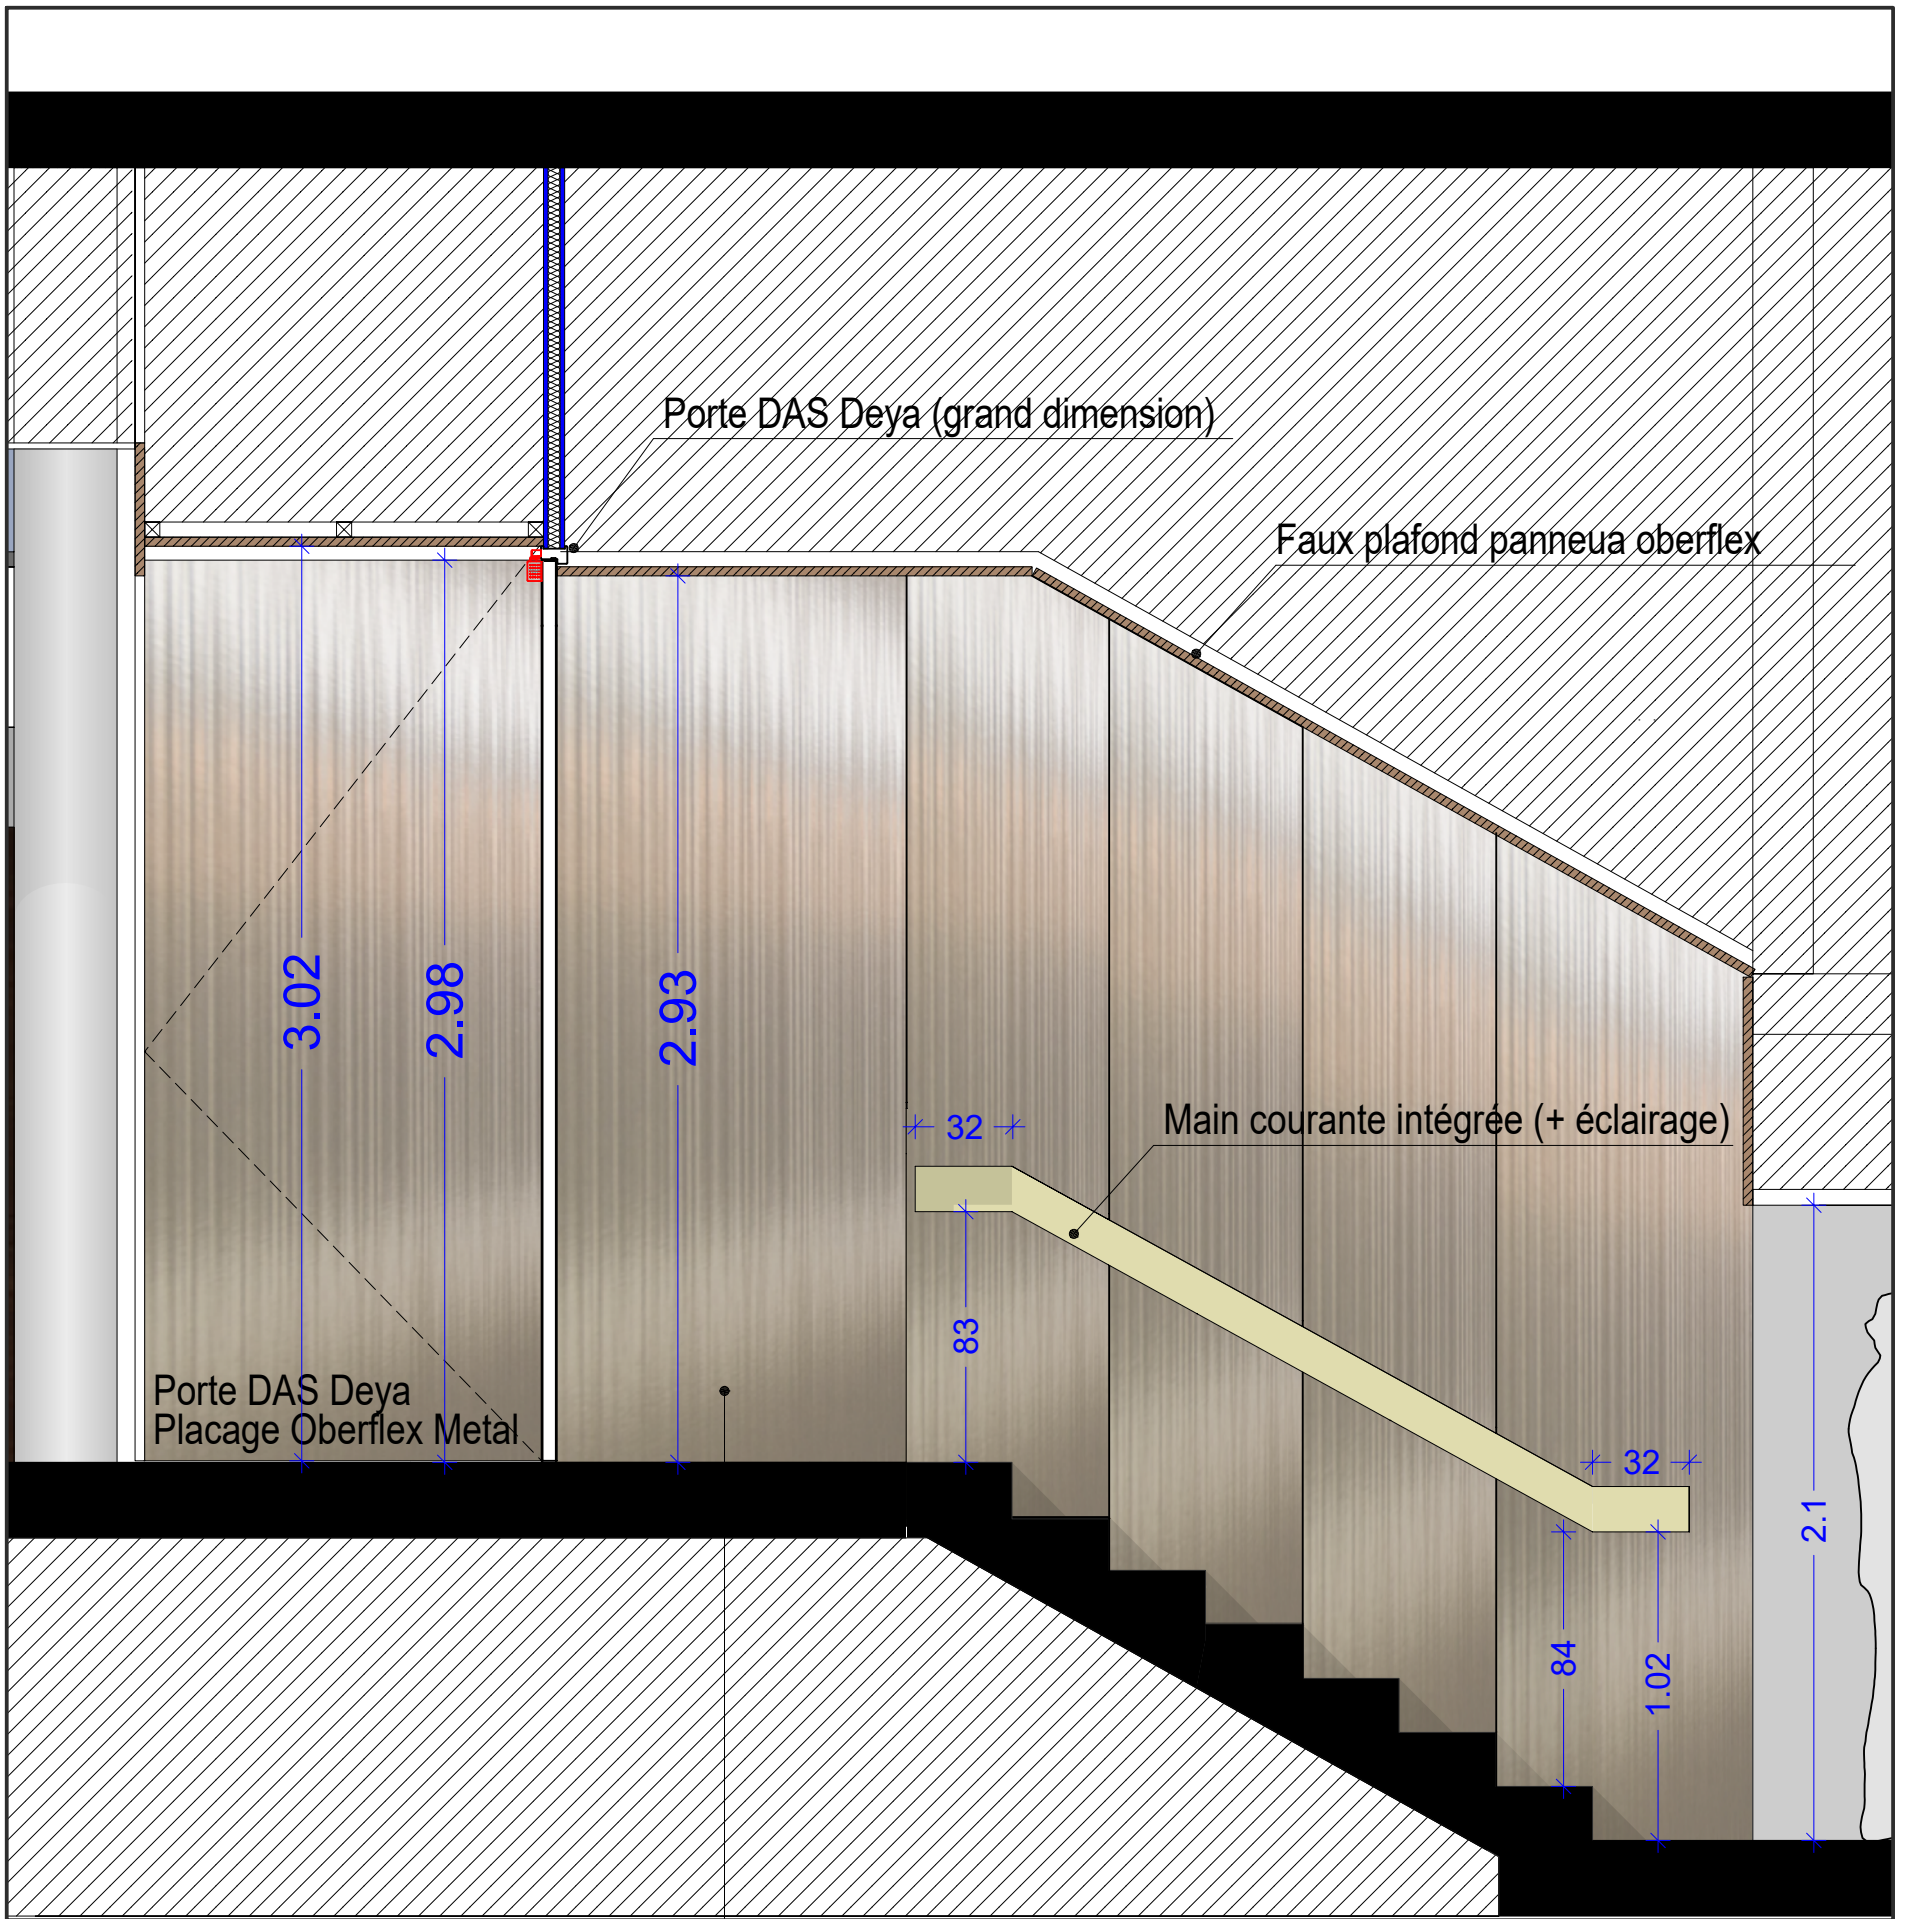 Porte DAS Deya (grand dimension)
Faux plafond panneua oberflex
3.02
2.98
2.93
32
Main courante intégrée (+ éclairage)
83
Porte DAS Deya
Placage Oberflex Metal
32
2.1
84
1.02